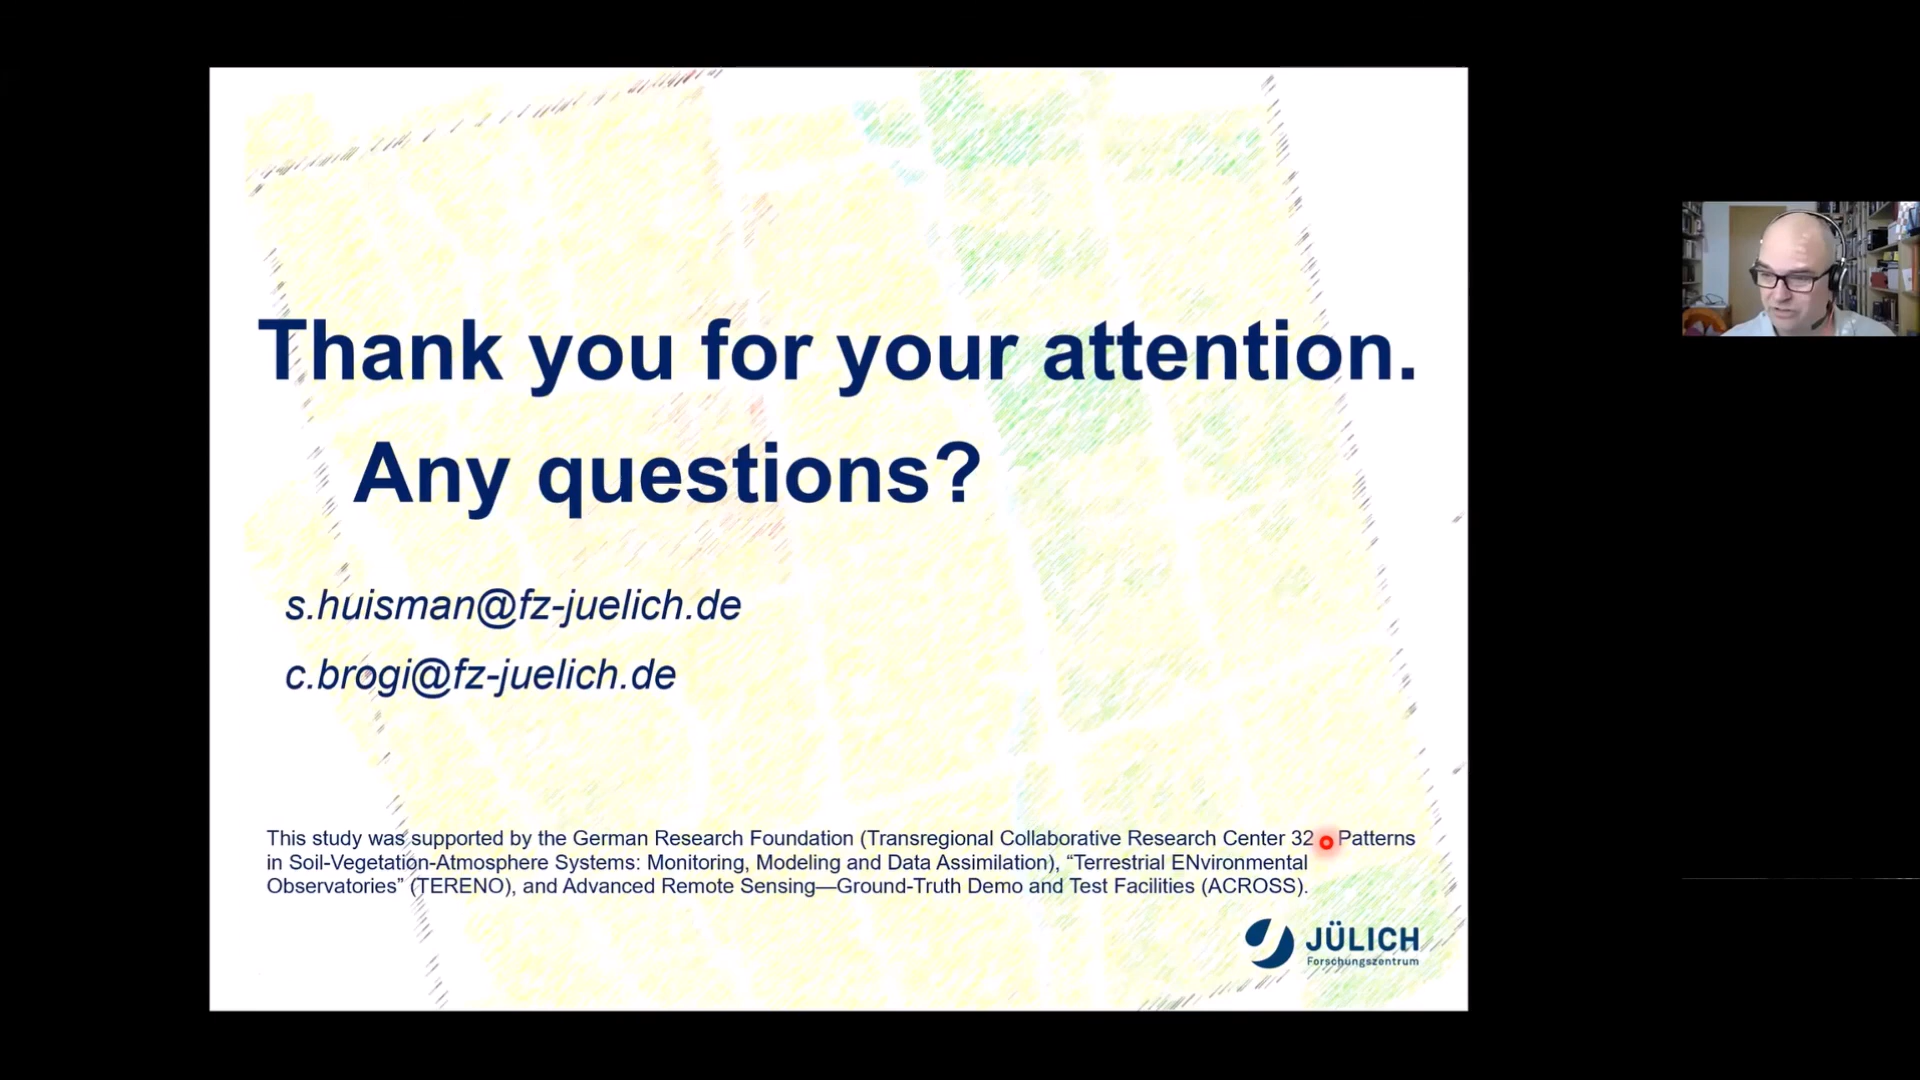 Thank you for your attention.
Any questions?
s.huisman@fz-juelich.de
c.brogi@fz-juelich.de
This study was supported by the German Research Foundation (Transregional Collaborative Research Center 32 Patterns
in Soil-Vegetation-Atmosphere Systems: Monitoring, Modeling and Data Assimilation), “Terrestrial ENvironmental
Observatories” (TERENO), and Advanced Remote Sensing—Ground-Truth Demo and Test Facilities (ACROSS).
JÜLICH
Forschungszentrum